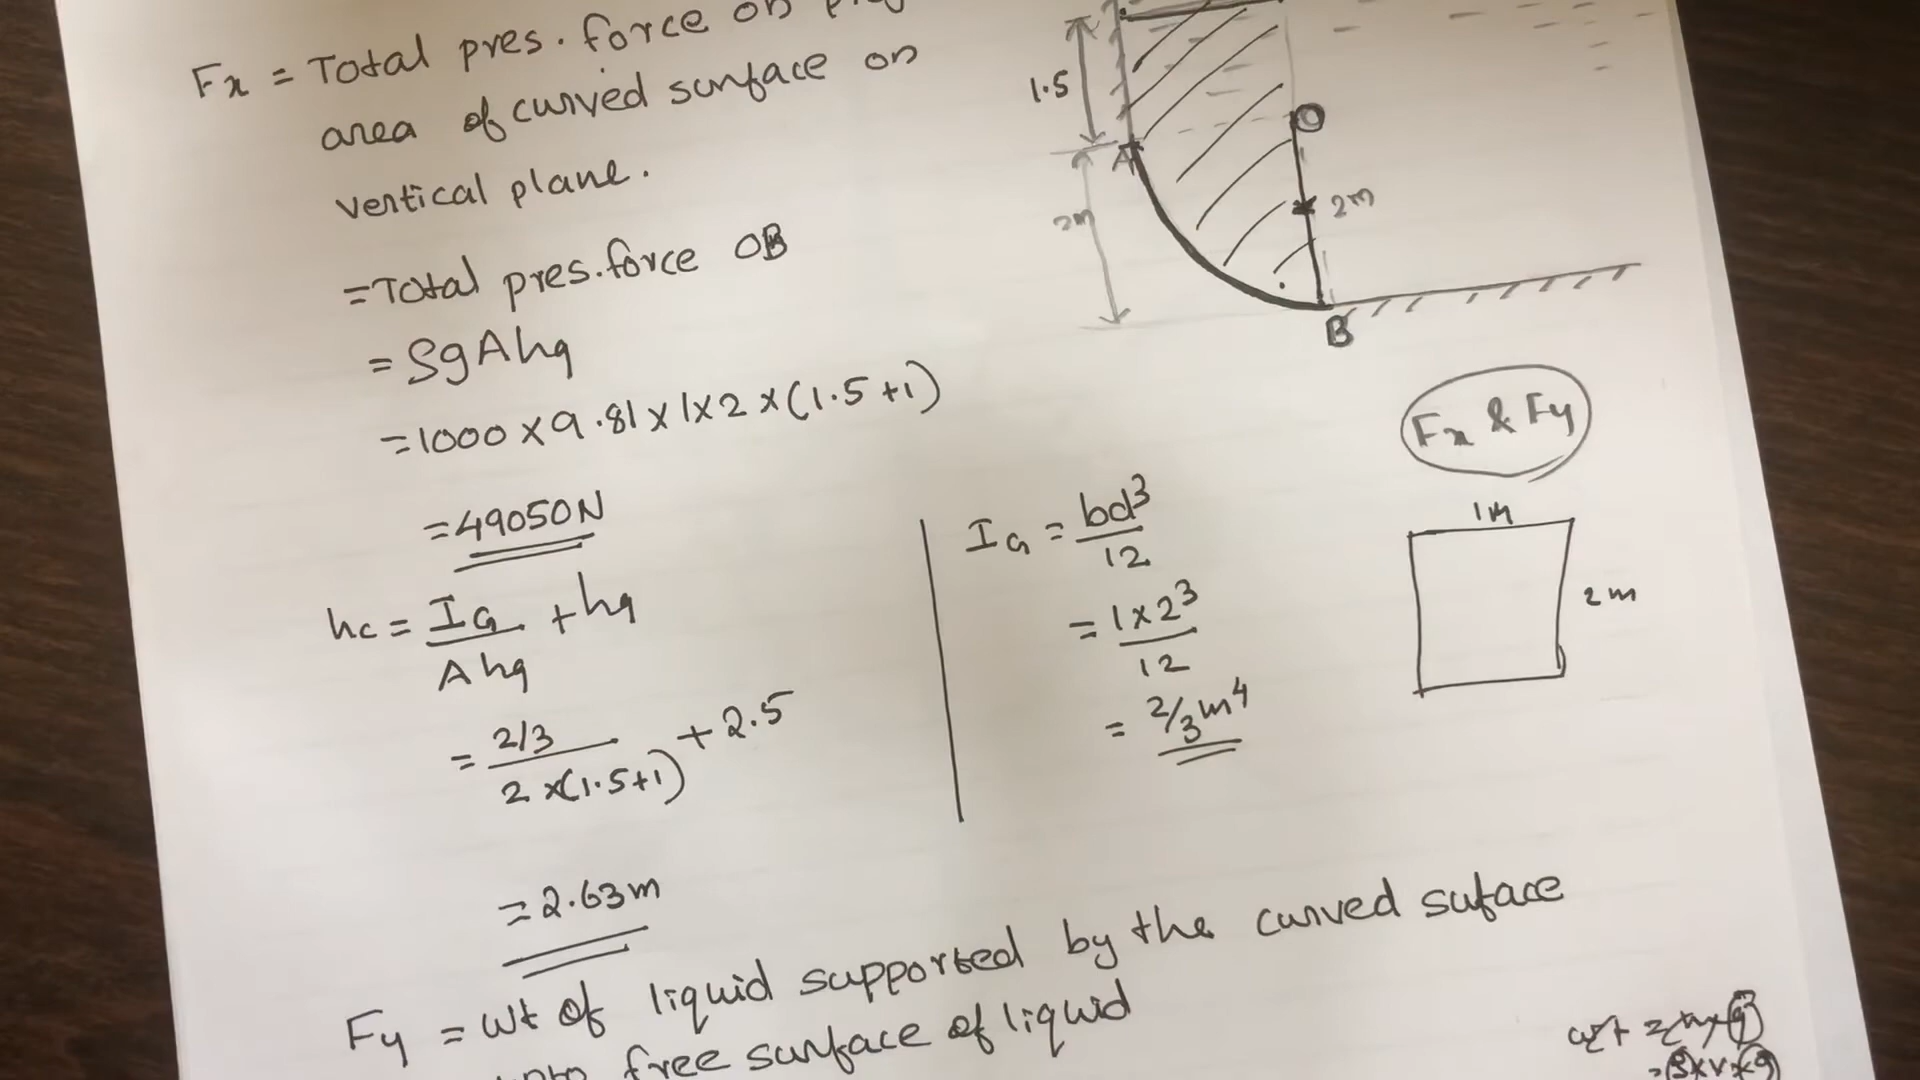 Fx = Total pres. force on
area of curved surface on
vertical plane.
= Total pres. force OB
= ρgAhG
= 1000 × 9.81 × 1 × 2 × (1.5 + 1)
= 49050N
hc = IG/AhG + hG
= 2/3 / 2 × (1.5 + 1) + 2.5
= 2.63m
Fy = Wt of liquid supported by the curved suface
free surface of liquid
1.5
A
O
2m
2m
B
Fx & Fy
IG = bd³/12
= 1 × 2³/12
= 2/3 m⁴
1m
2m